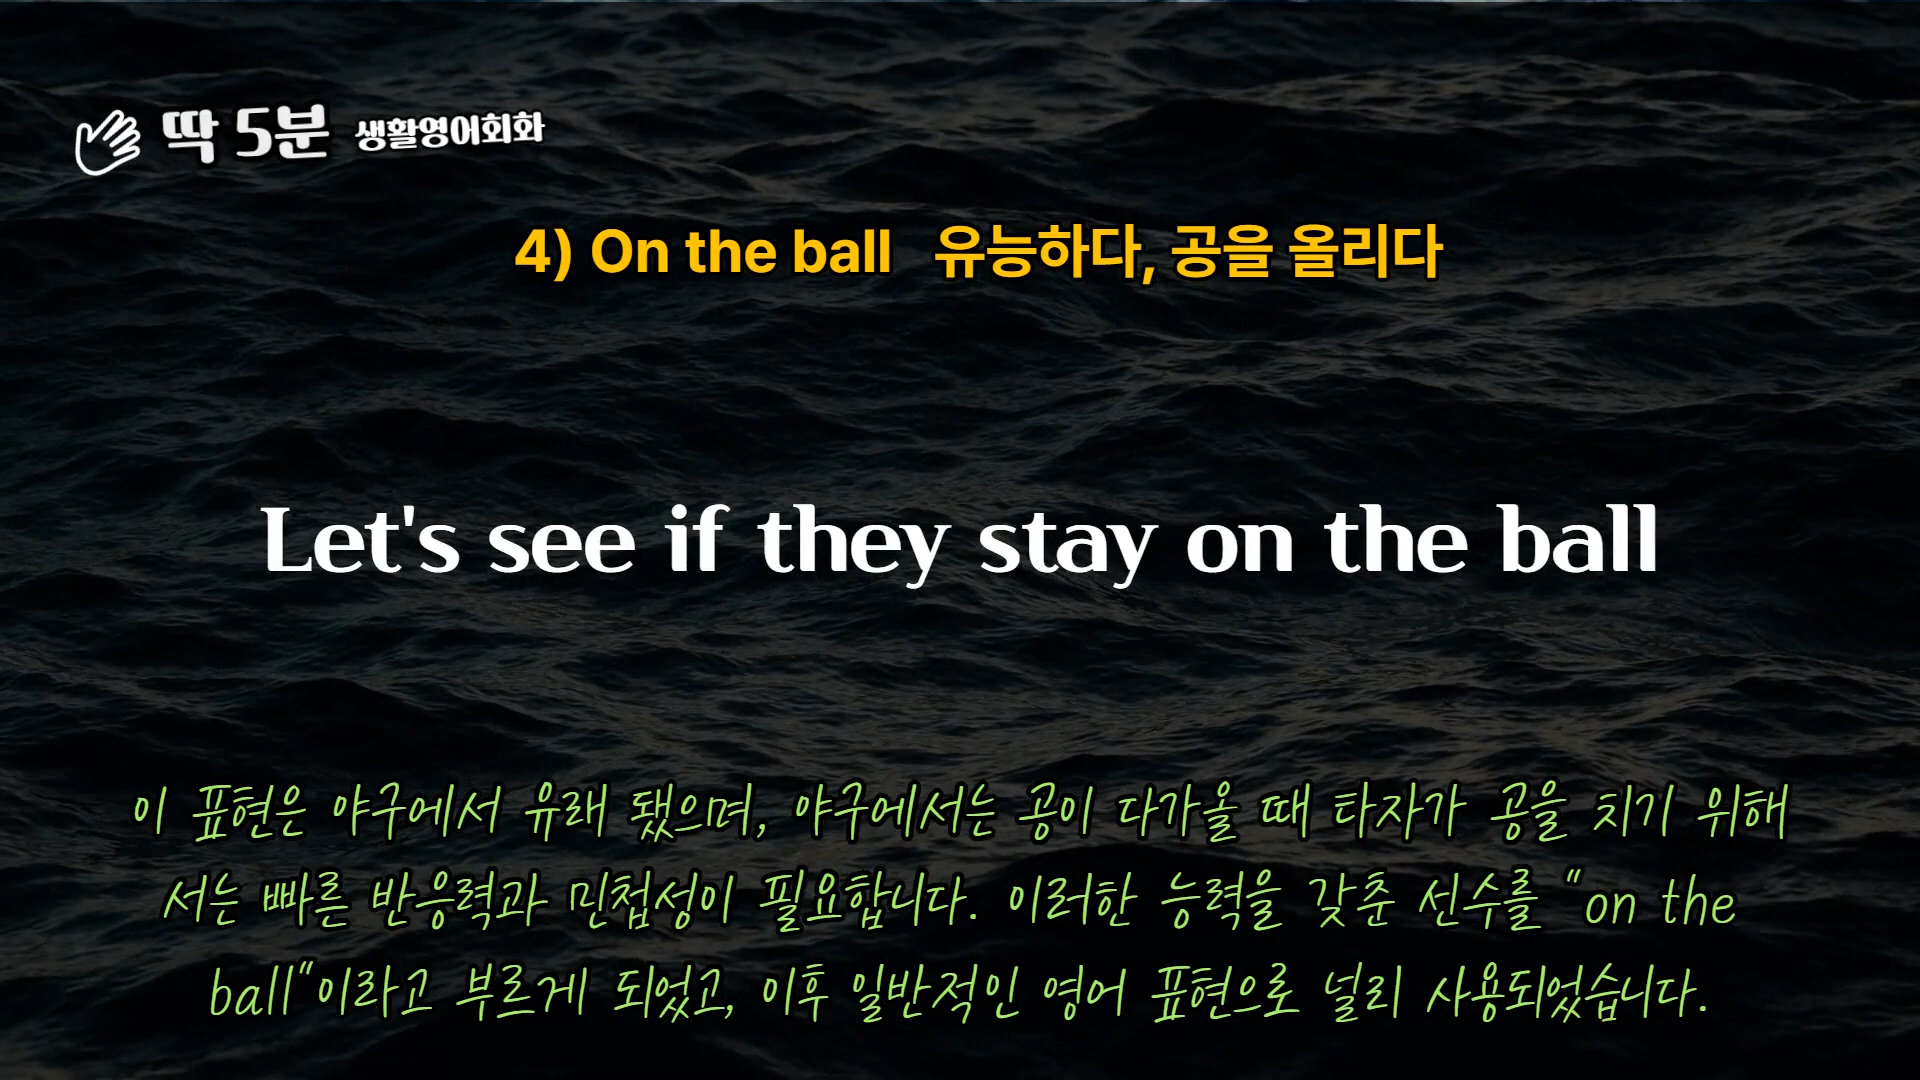 딱 5분 생활영어회화
4) On the ball 유능하다, 공을 올리다
Let's see if they stay on the ball
이 표현은 야구에서 유래 됐으며, 야구에서는 공이 다가올 때 타자가 공을 치기 위해
서는 빠른 반응력과 민첩성이 필요합니다. 이러한 능력을 갖춘 선수를 "on the
ball"이라고 부르게 되었고, 이후 일반적인 영어 표현으로 널리 사용되었습니다.